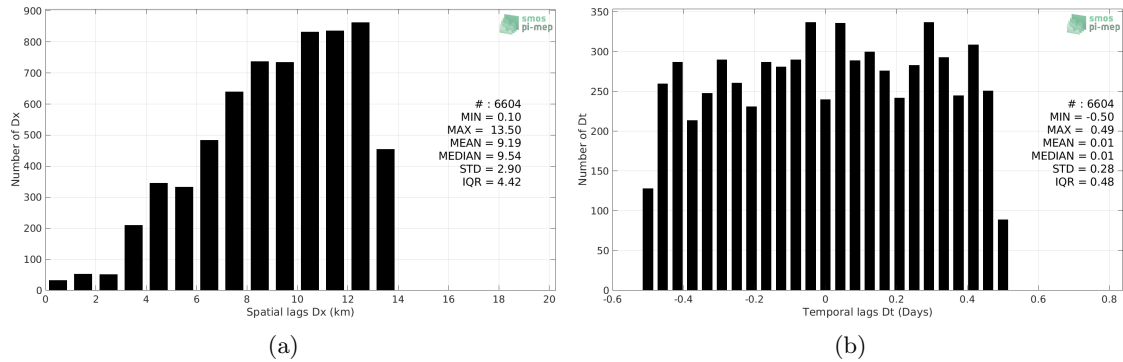 900
800
700
600
500
400
300
200
100
0
Number of Dx
smos
pi-mep
# : 6604
MIN = 0.10
MAX = 13.50
MEAN = 9.19
MEDIAN = 9.54
STD = 2.90
IQR = 4.42
0 2 4 6 8 10 12 14 16 18 20
Spatial lags Dx (km)
(a)
350
300
250
200
150
100
50
0
Number of Dt
smos
pi-mep
# : 6604
MIN = -0.50
MAX = 0.49
MEAN = 0.01
MEDIAN = 0.01
STD = 0.28
IQR = 0.48
-0.6 -0.4 -0.2 0 0.2 0.4 0.6 0.8
Temporal lags Dt (Days)
(b)